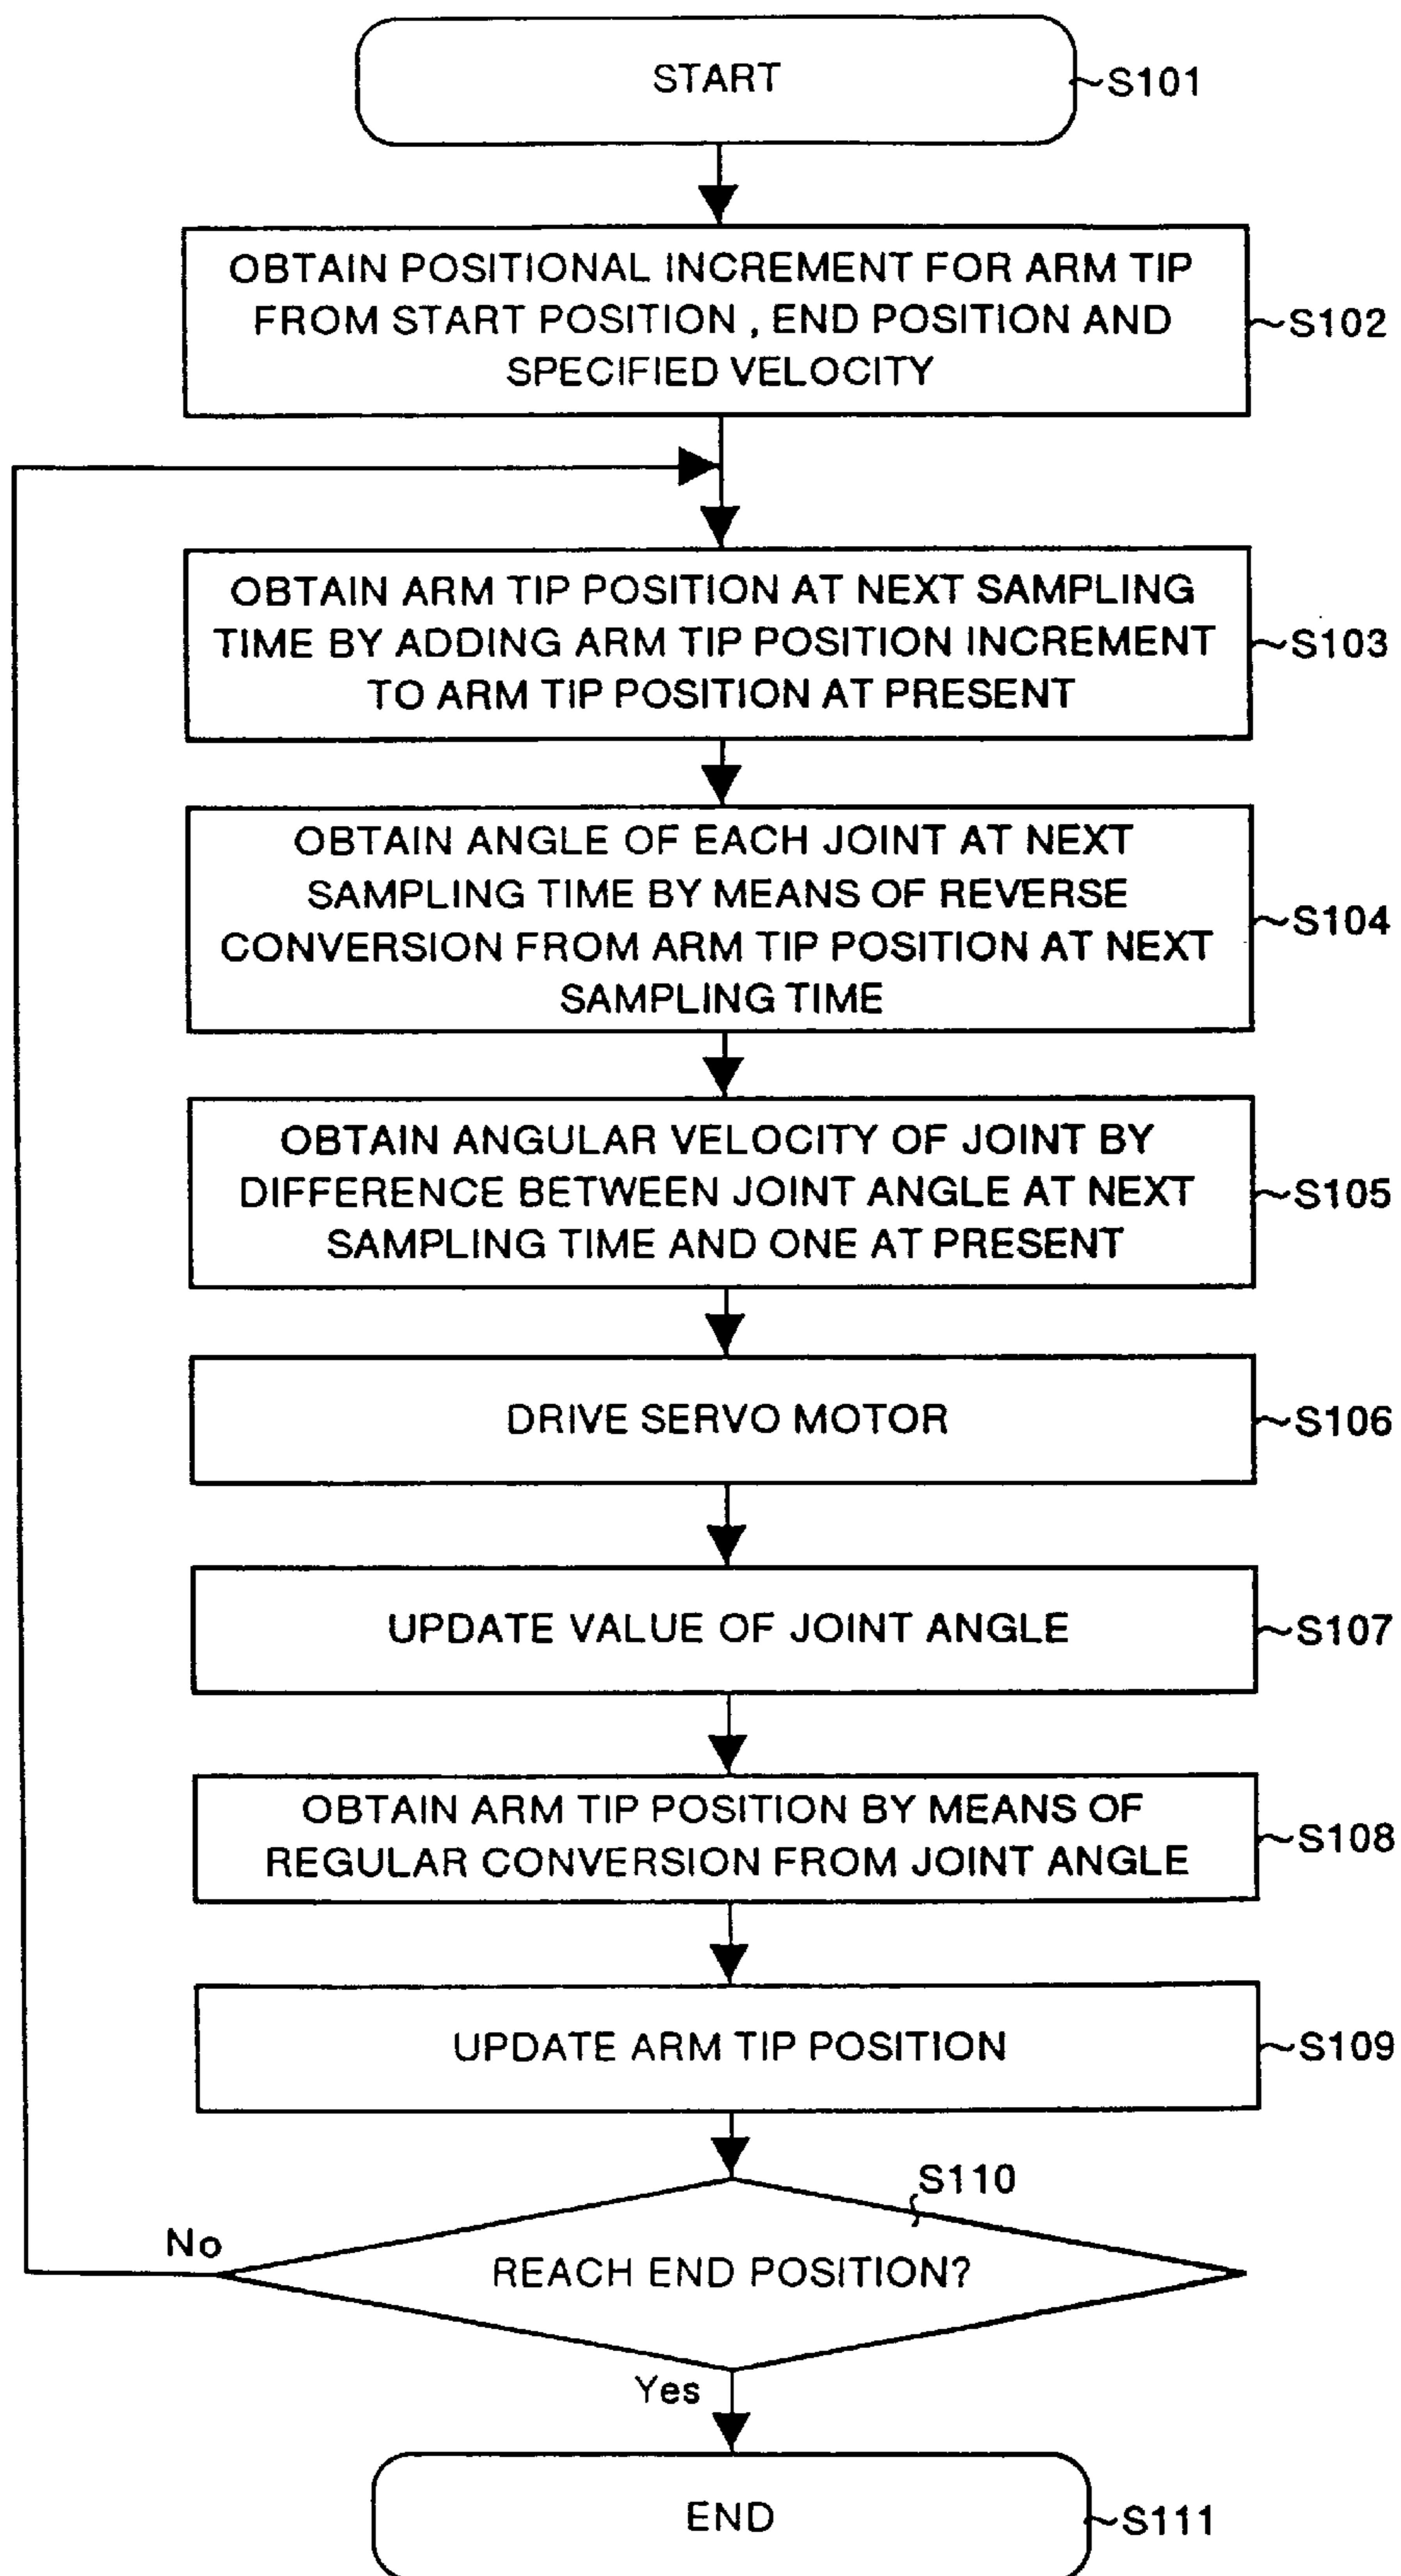 START
S101
OBTAIN POSITIONAL INCREMENT FOR ARM TIP
FROM START POSITION , END POSITION AND
SPECIFIED VELOCITY
S102
OBTAIN ARM TIP POSITION AT NEXT SAMPLING
TIME BY ADDING ARM TIP POSITION INCREMENT
TO ARM TIP POSITION AT PRESENT
S103
OBTAIN ANGLE OF EACH JOINT AT NEXT
SAMPLING TIME BY MEANS OF REVERSE
CONVERSION FROM ARM TIP POSITION AT NEXT
SAMPLING TIME
S104
OBTAIN ANGULAR VELOCITY OF JOINT BY
DIFFERENCE BETWEEN JOINT ANGLE AT NEXT
SAMPLING TIME AND ONE AT PRESENT
S105
DRIVE SERVO MOTOR
S106
UPDATE VALUE OF JOINT ANGLE
S107
OBTAIN ARM TIP POSITION BY MEANS OF
REGULAR CONVERSION FROM JOINT ANGLE
S108
UPDATE ARM TIP POSITION
S109
S110
No
REACH END POSITION?
Yes
END
S111